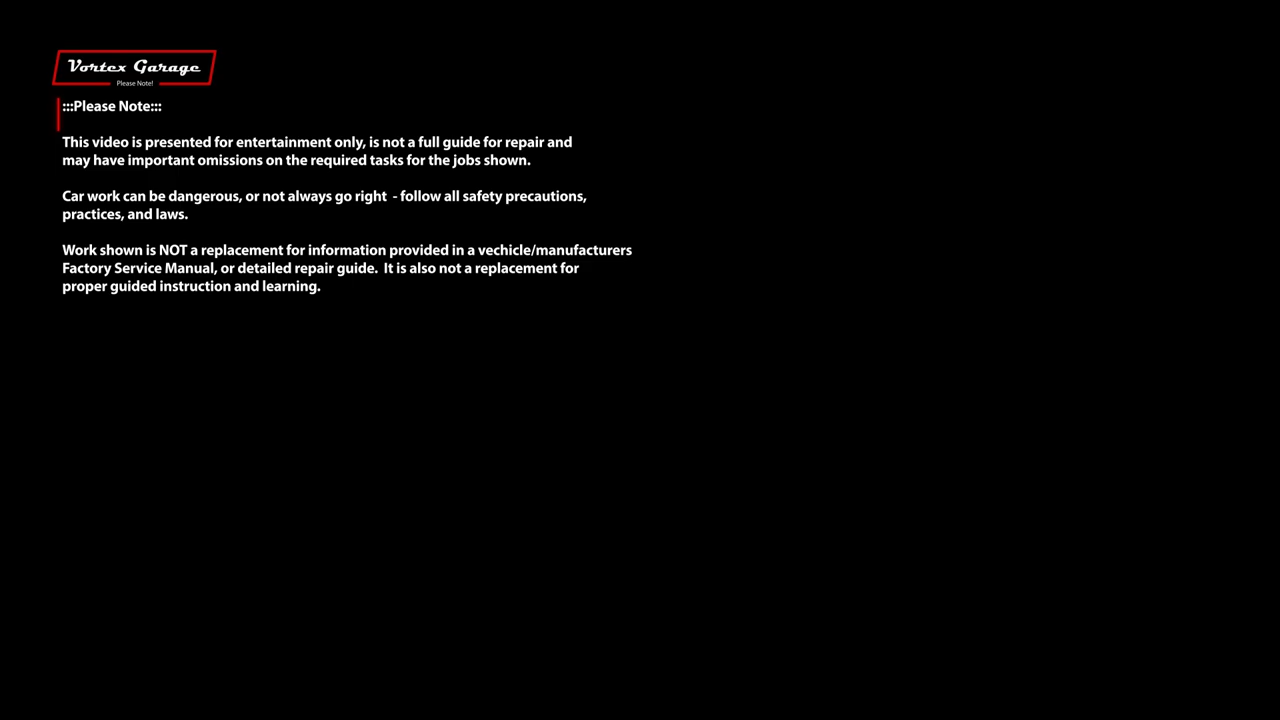 Vortex Garage
Please Note!
:::Please Note:::
This video is presented for entertainment only, is not a full guide for repair and
may have important omissions on the required tasks for the jobs shown.
Car work can be dangerous, or not always go right  - follow all safety precautions,
practices, and laws.
Work shown is NOT a replacement for information provided in a vechicle/manufacturers
Factory Service Manual, or detailed repair guide.  It is also not a replacement for
proper guided instruction and learning.